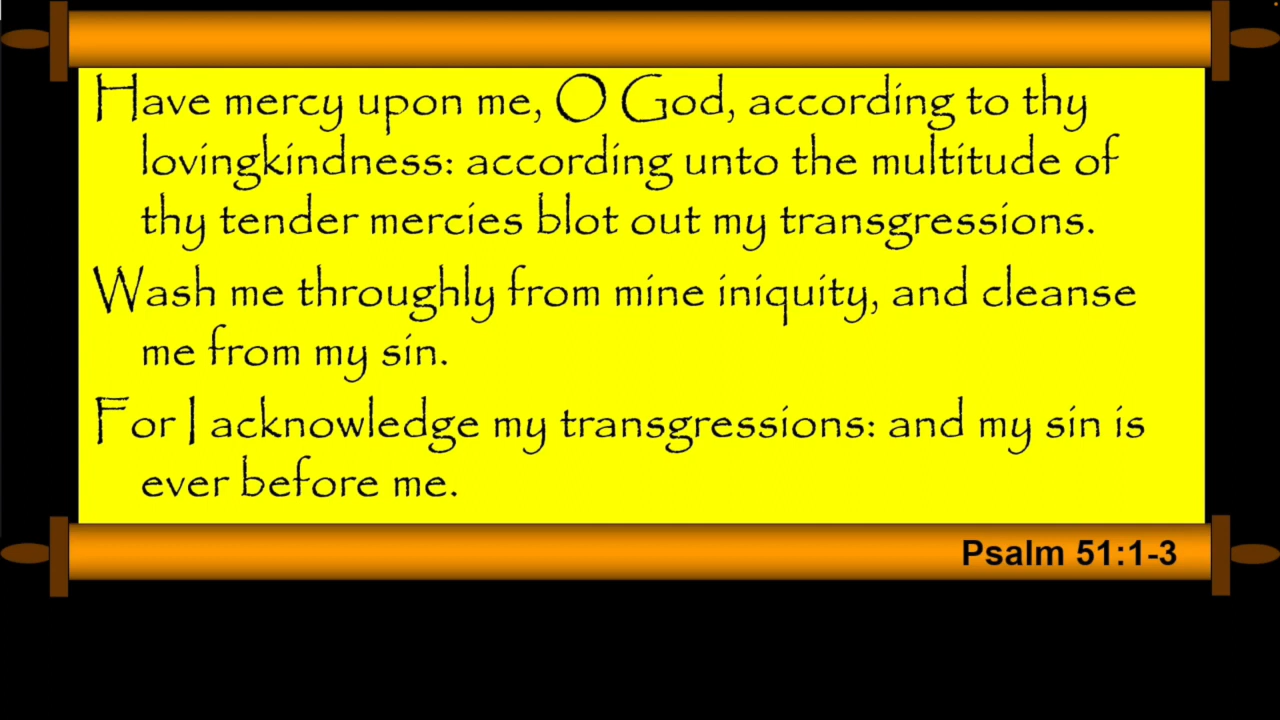 Have mercy upon me, O God, according to thy
lovingkindness: according unto the multitude of
thy tender mercies blot out my transgressions.
Wash me throughly from mine iniquity, and cleanse
me from my sin.
For I acknowledge my transgressions: and my sin is
ever before me.
Psalm 51:1-3